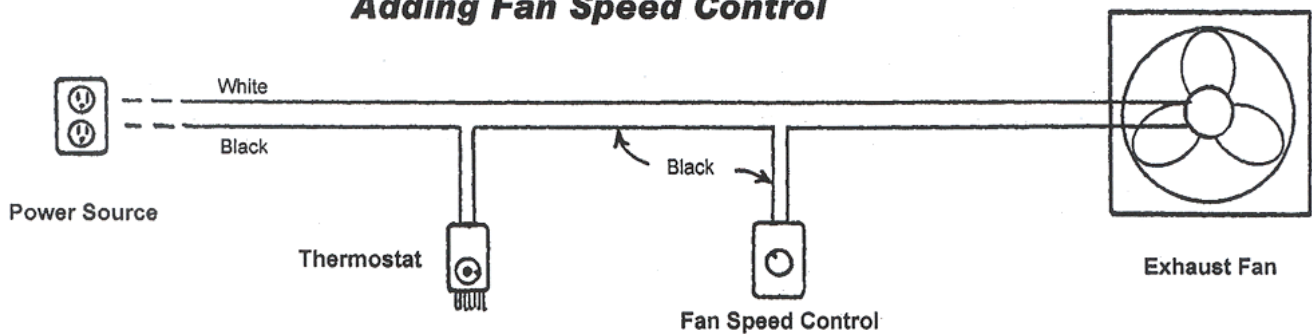 Adding Fan Speed Control
White
Black
Black
Power Source
Thermostat
Exhaust Fan
Fan Speed Control